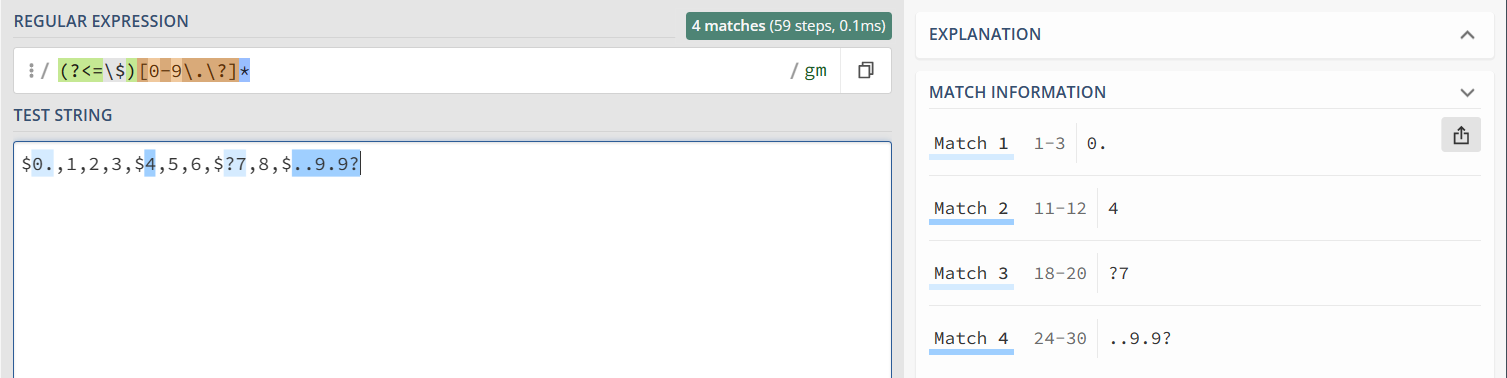 REGULAR EXPRESSION
4 matches (59 steps, 0.1ms)
/ (?<=\$)[0-9\.\?]*
/ gm
TEST STRING
$0.,1,2,3,$4,5,6,$?7,8,$..9.9?
EXPLANATION
MATCH INFORMATION
Match 1 1-3 0.
Match 2 11-12 4
Match 3 18-20 ?7
Match 4 24-30 ..9.9?